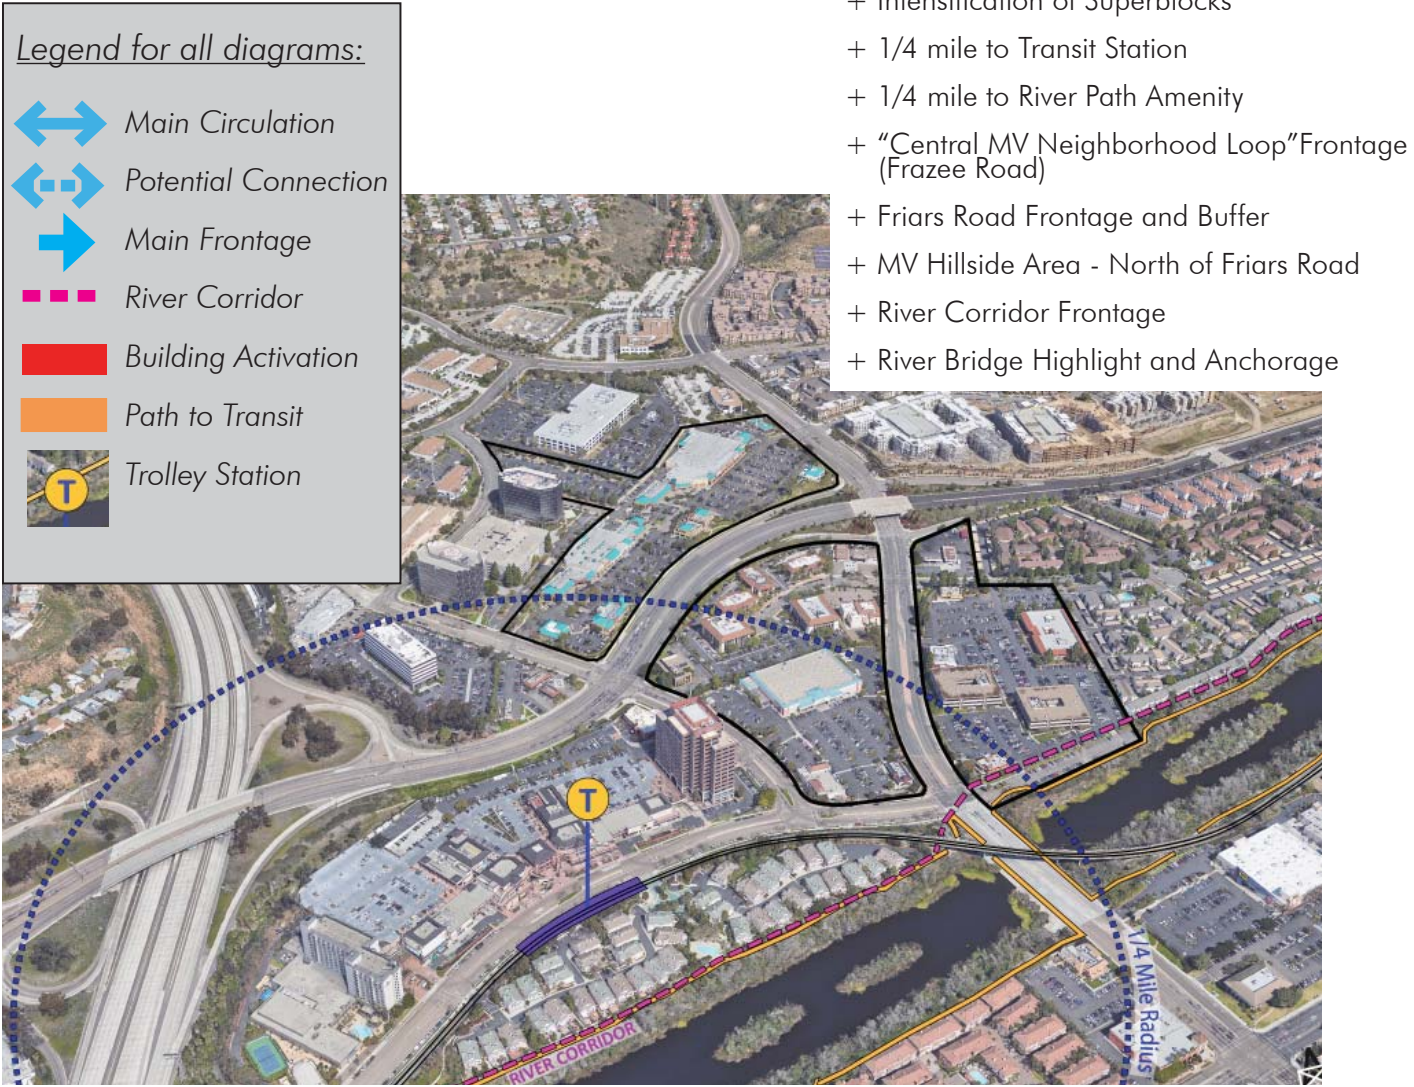 Legend for all diagrams:
Main Circulation
Potential Connection
Main Frontage
River Corridor
Building Activation
Path to Transit
T
Trolley Station
+ Intensification of Superblocks
+ 1/4 mile to Transit Station
+ 1/4 mile to River Path Amenity
+ “Central MV Neighborhood Loop”Frontage
(Frazee Road)
+ Friars Road Frontage and Buffer
+ MV Hillside Area - North of Friars Road
+ River Corridor Frontage
+ River Bridge Highlight and Anchorage
T
1/4 Mile Radius
RIVER CORRIDOR